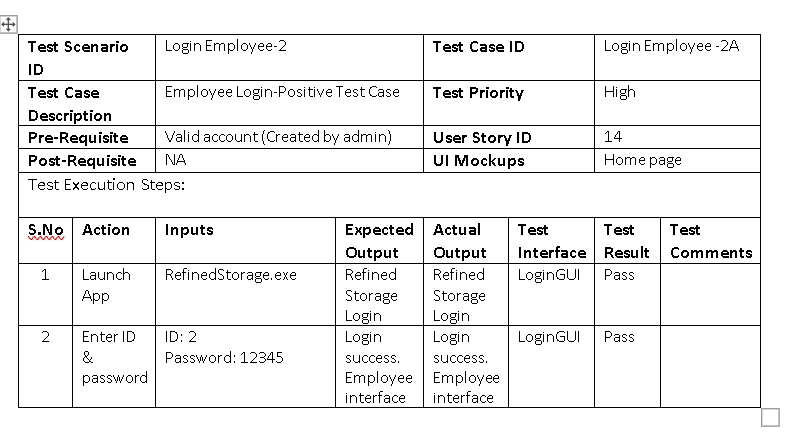 Test Scenario ID Login Employee-2 Test Case ID Login Employee -2A
Test Case Description Employee Login-Positive Test Case Test Priority High
Pre-Requisite Valid account (Created by admin) User Story ID 14
Post-Requisite NA UI Mockups Home page
Test Execution Steps:
S.No Action Inputs Expected Output Actual Output Test Interface Test Result Test Comments
1 Launch App RefinedStorage.exe Refined Storage Login Refined Storage Login LoginGUI Pass
2 Enter ID & password ID: 2 Password: 12345 Login success. Employee interface Login success. Employee interface LoginGUI Pass